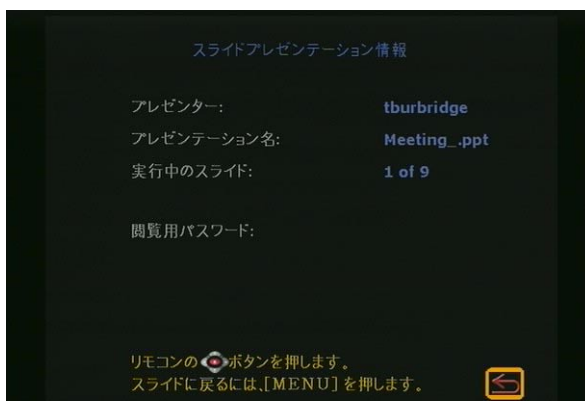 スライドプレゼンテーション情報
プレゼンター: tburbridge
プレゼンテーション名: Meeting_.ppt
実行中のスライド: 1 of 9
閲覧用パスワード:
リモコンのボタンを押します。
スライドに戻るには、[MENU]を押します。